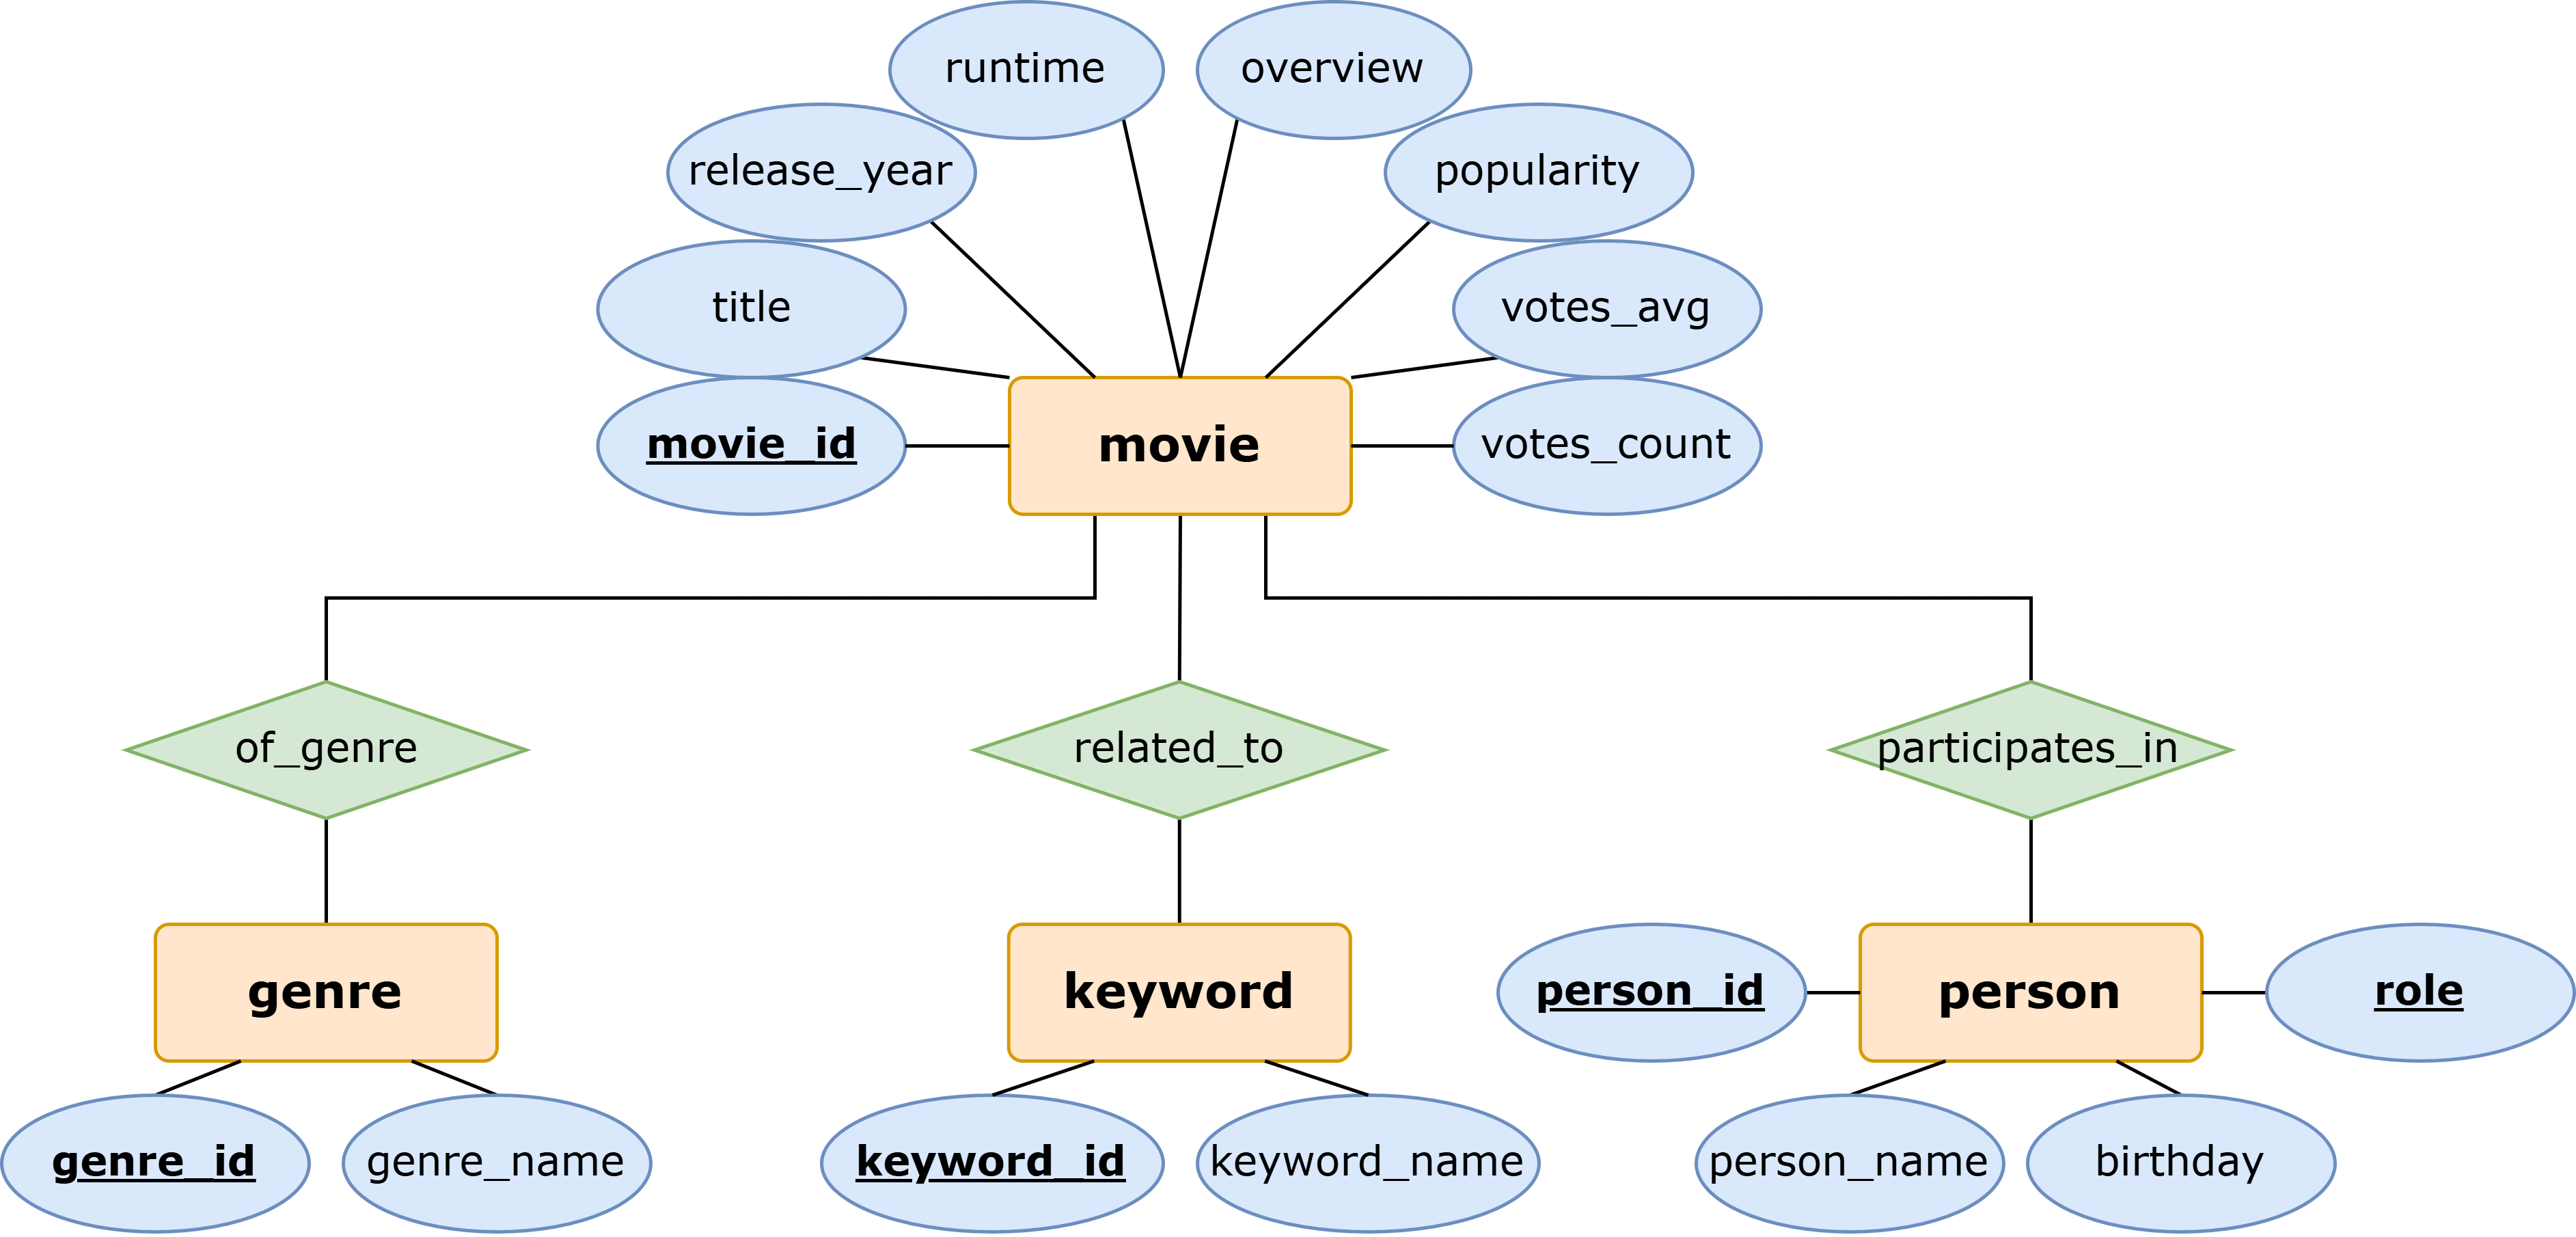 runtime
overview
release_year
popularity
title
votes_avg
movie_id
movie
votes_count
of_genre
related_to
participates_in
genre
keyword
person_id
person
role
genre_id
genre_name
keyword_id
keyword_name
person_name
birthday